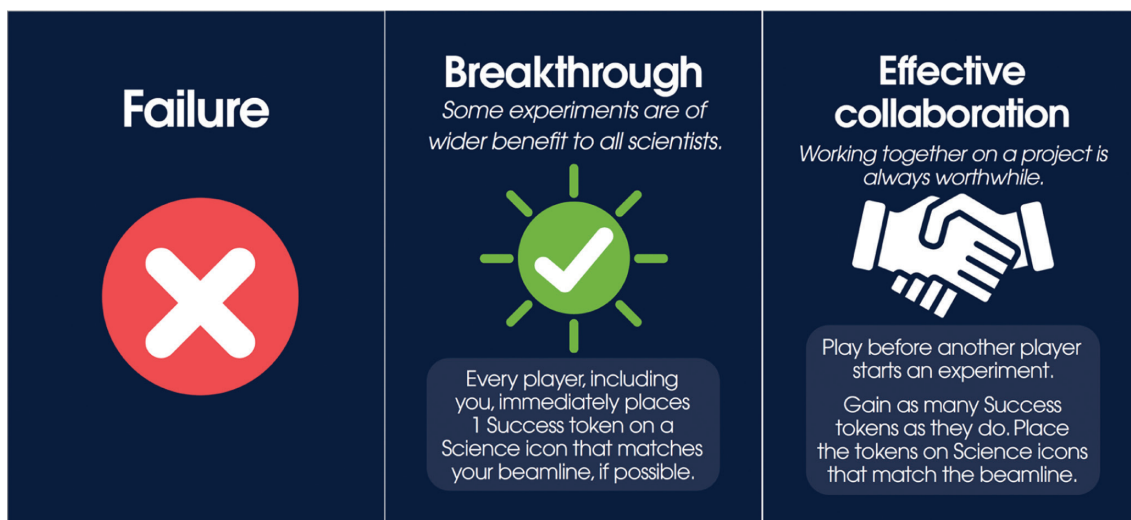 Failure
Breakthrough
Some experiments are of
wider benefit to all scientists.
Every player, including
you, immediately places
1 Success token on a
Science icon that matches
your beamline, if possible.
Effective
collaboration
Working together on a project is
always worthwhile.
Play before another player
starts an experiment.
Gain as many Success
tokens as they do. Place
the tokens on Science icons
that match the beamline.